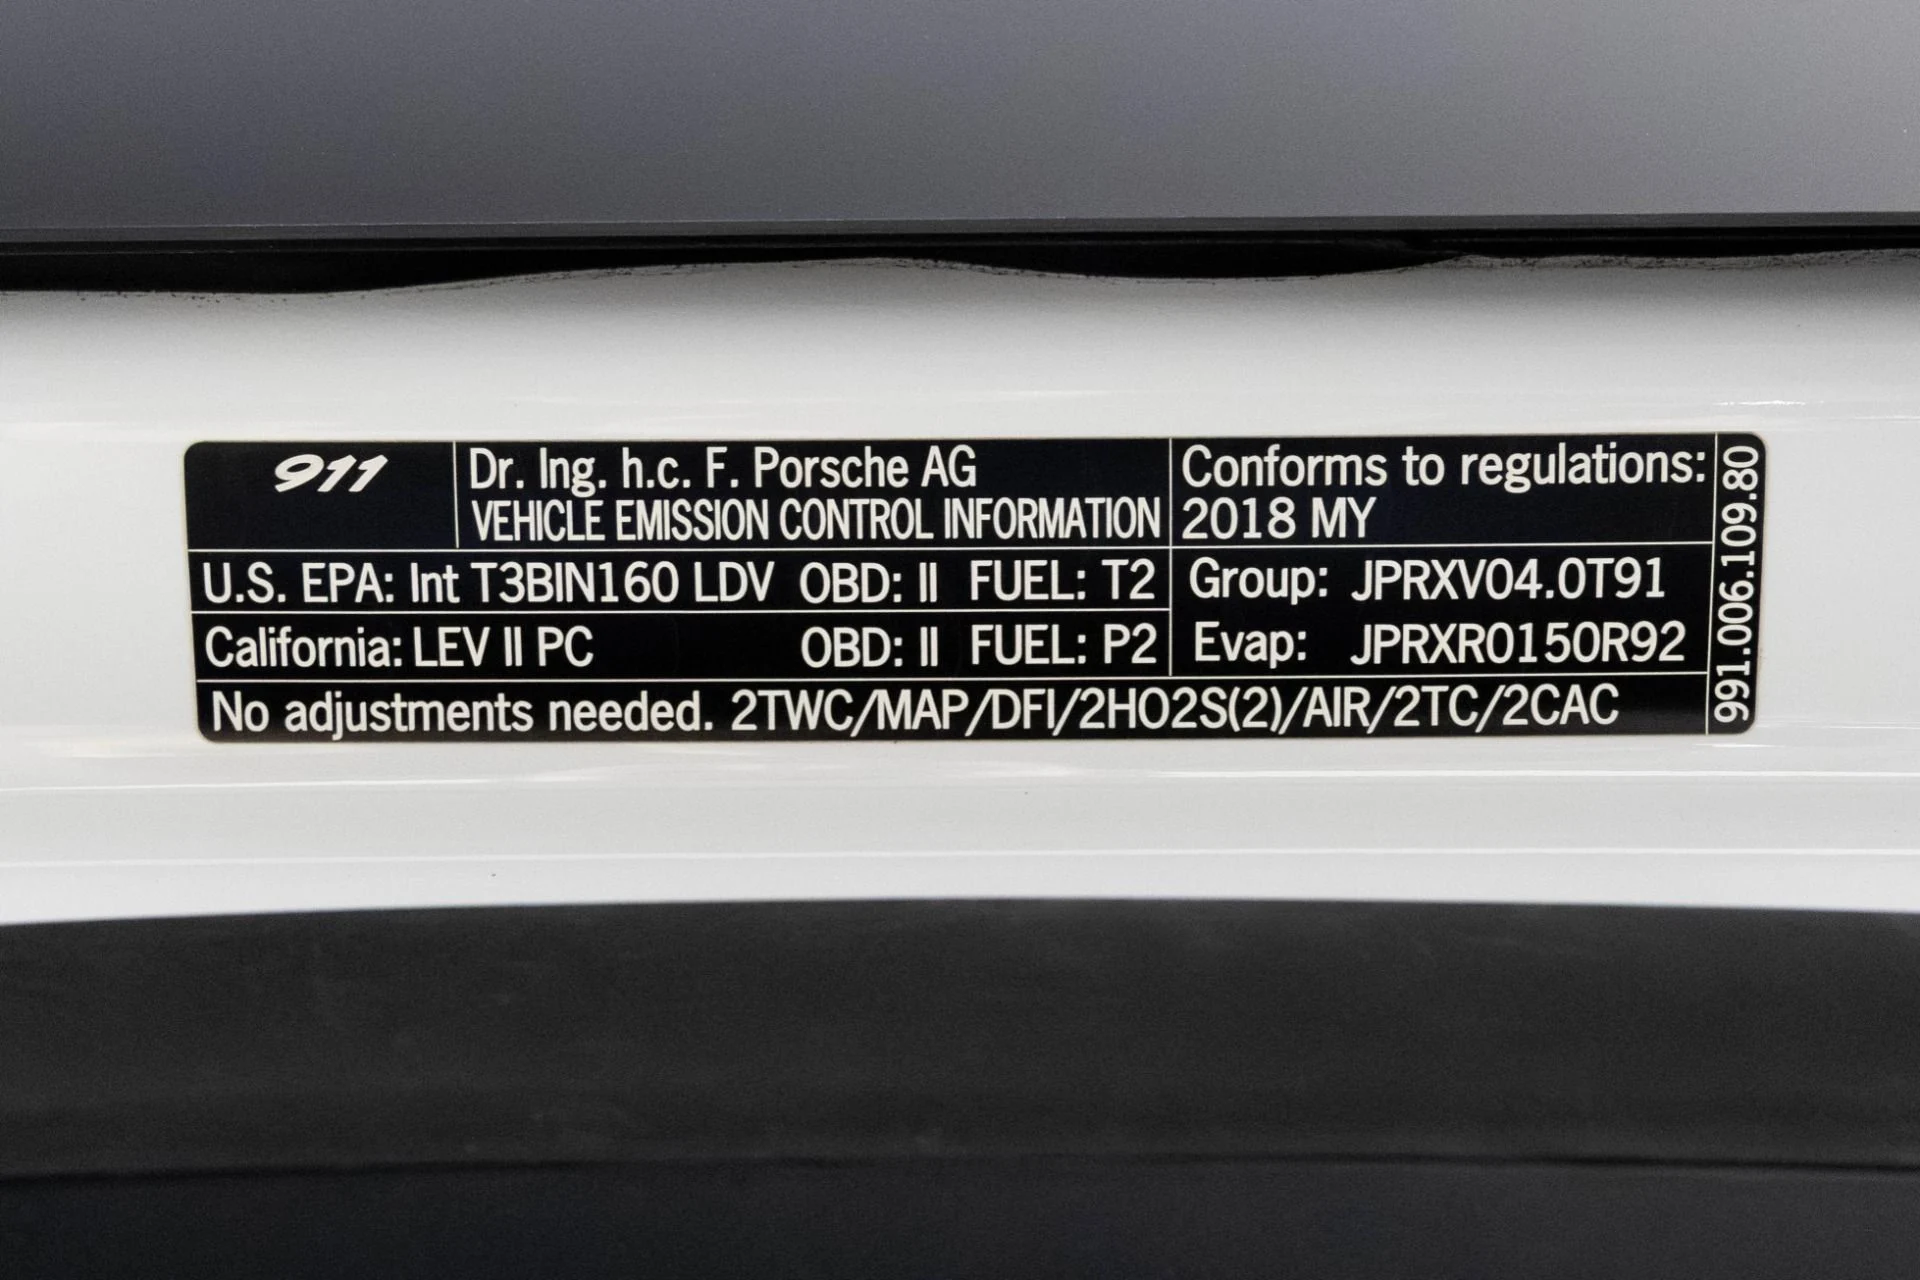 911
Dr. Ing. h.c. F. Porsche AG
VEHICLE EMISSION CONTROL INFORMATION
Conforms to regulations:
2018 MY
U.S. EPA: Int T3BIN160 LDV OBD: II FUEL: T2
Group: JPRXV04.0T91
California: LEV II PC OBD: II FUEL: P2
Evap: JPRXR0150R92
No adjustments needed. 2TWC/MAP/DFI/2HO2S(2)/AIR/2TC/2CAC
991.006.109.80